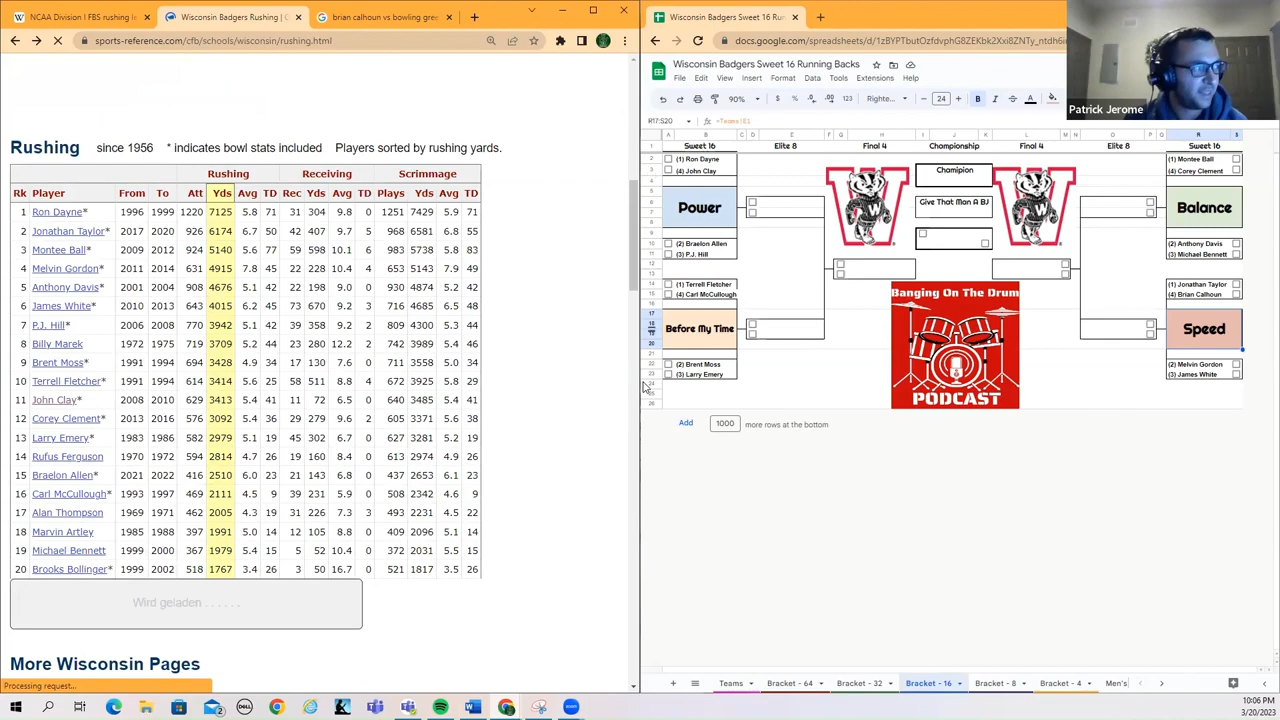 NCAA Division I FBS rushing le
Wisconsin Badgers Rushing | C
brian calhoun vs bowling gree
sports-reference.com/cfb/schools/wisconsin/rushing.html
Rushing since 1956 * indicates bowl stats included Players sorted by rushing yards.
Rushing Receiving Scrimmage
Rk Player From To Att Yds Avg TD Rec Yds Avg TD Plays Yds Avg TD
1 Ron Dayne* 1996 1999 1220 7125 5.8 71 31 304 9.8 0 1251 7429 5.9 71
2 Jonathan Taylor* 2017 2020 926 6174 6.7 50 42 407 9.7 5 968 6581 6.8 55
3 Montee Ball* 2009 2012 924 5140 5.6 77 59 598 10.1 6 983 5738 5.8 83
4 Melvin Gordon* 2011 2014 631 4915 7.8 45 22 228 10.4 4 653 5143 7.9 49
5 Anthony Davis* 2001 2004 908 4676 5.1 42 22 198 9.0 0 930 4874 5.2 42
6 James White* 2010 2013 643 4015 6.2 45 73 670 9.2 3 716 4685 6.5 48
7 P.J. Hill* 2006 2008 770 3942 5.1 42 39 358 9.2 2 809 4300 5.3 44
8 Billy Marek 1972 1975 719 3709 5.2 44 23 280 12.2 2 742 3989 5.4 46
9 Brent Moss* 1991 1994 694 3428 4.9 34 17 130 7.6 0 711 3558 5.0 34
10 Terrell Fletcher* 1991 1994 614 3414 5.6 25 58 511 8.8 4 672 3925 5.8 29
11 John Clay* 2008 2010 629 3413 5.4 41 11 72 6.5 0 640 3485 5.4 41
12 Corey Clement* 2013 2016 576 3092 5.4 36 29 279 9.6 2 605 3371 5.6 38
13 Larry Emery* 1983 1986 582 2979 5.1 19 45 302 6.7 0 627 3281 5.2 19
14 Rufus Ferguson 1970 1972 594 2814 4.7 26 19 160 8.4 0 613 2974 4.9 26
15 Braelon Allen* 2021 2022 416 2510 6.0 23 21 143 6.8 0 437 2653 6.1 23
16 Carl McCullough* 1993 1997 469 2111 4.5 9 39 231 5.9 0 508 2342 4.6 9
17 Alan Thompson 1969 1971 462 2005 4.3 19 31 226 7.3 3 493 2231 4.5 22
18 Marvin Artley 1985 1988 397 1991 5.0 14 12 105 8.8 0 409 2096 5.1 14
19 Michael Bennett 1999 2000 367 1979 5.4 15 5 52 10.4 0 372 2031 5.5 15
20 Brooks Bollinger* 1999 2002 518 1767 3.4 26 3 50 16.7 0 521 1817 3.5 26
Wird geladen . . . . . .
More Wisconsin Pages
Processing request...
Wisconsin Badgers Sweet 16 Run
Wisconsin Badgers Sweet 16 Running Backs
File Edit View Insert Format Data Tools Extensions Help
90% $ % 123 Righte... 24 B I A
R17:S20
Patrick Jerome
A B C D E F G H I J K L M N O P Q R S
Sweet 16 Elite 8 Final 4 Championship Final 4 Elite 8 Sweet 16
(1) Ron Dayne
(4) John Clay
Power
(2) Braelon Allen
(3) P.J. Hill
(1) Terrell Fletcher
(4) Carl McCullough
Before My Time
(2) Brent Moss
(3) Larry Emery
Champion
Give That Man A BJ
Banging On The Drum
PODCAST
(1) Montee Ball
(4) Corey Clement
Balance
(2) Anthony Davis
(3) Michael Bennett
(1) Jonathan Taylor
(4) Brian Calhoun
Speed
(2) Melvin Gordon
(3) James White
Add 1000 more rows at the bottom
Teams Bracket - 64 Bracket - 32 Bracket - 16 Bracket - 8 Bracket - 4 Men's
10:06 PM
3/20/2023